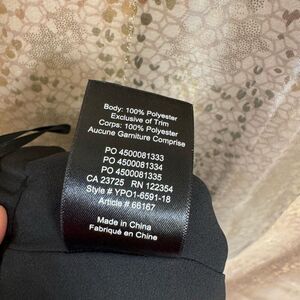 Body: 100% Polyester
Exclusive of Trim
Corps: 100% Polyester
Aucune Garniture Comprise
PO 4500081333
PO 4500081334
PO 4500081335
CA 23725 RN 122354
Style # YPO1-6591-18
Article # 66167
Made in China
Fabriqué en Chine